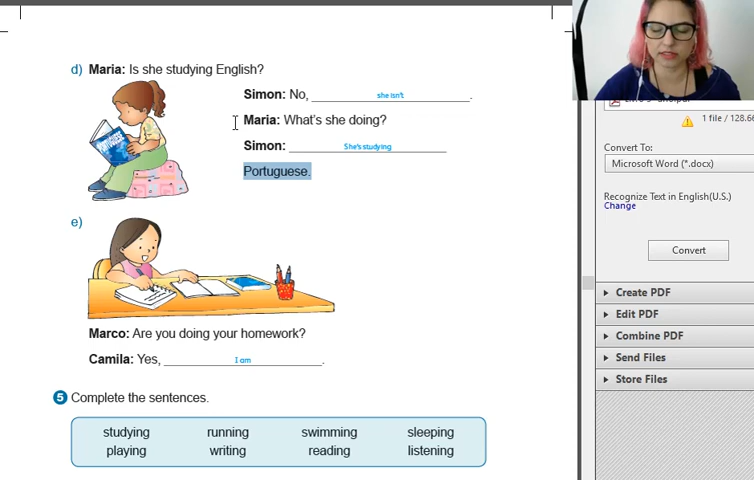 d) Maria: Is she studying English?
Simon: No, she isn't.
Maria: What's she doing?
Simon: She's studying
Portuguese.
e)
Marco: Are you doing your homework?
Camila: Yes, I am.
5 Complete the sentences.
studying running swimming sleeping
playing writing reading listening
1 file / 128.66
Convert To:
Microsoft Word (*.docx)
Recognize Text in English(U.S.)
Change
Convert
Create PDF
Edit PDF
Combine PDF
Send Files
Store Files